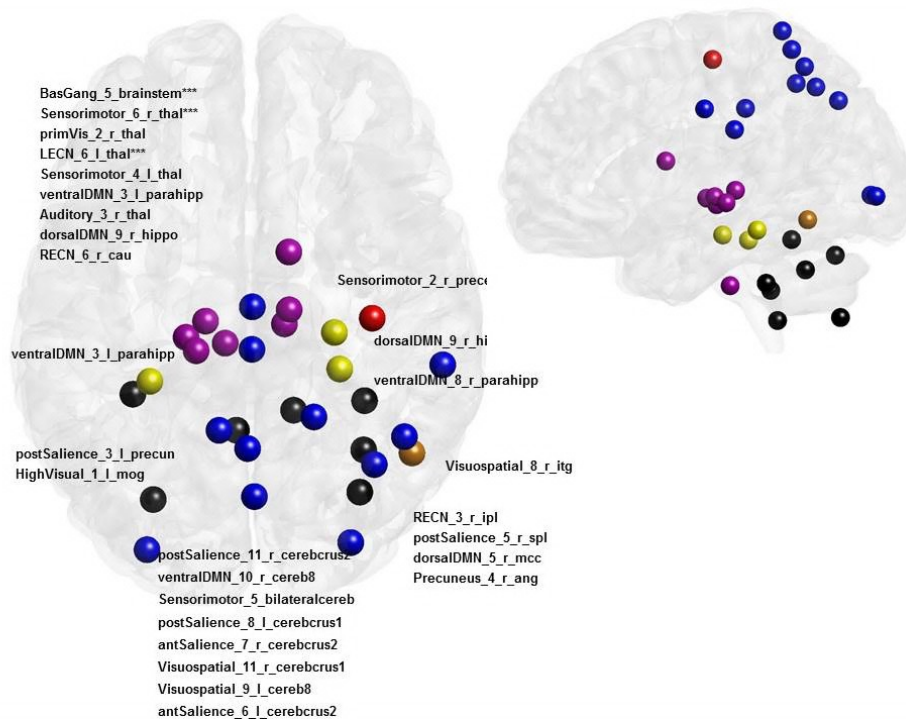 BasGang_5_brainstem***
Sensorimotor_6_r_thal***
primVis_2_r_thal
LECN_6_l_thal***
Sensorimotor_4_l_thal
ventralDMN_3_l_parahipp
Auditory_3_r_thal
dorsalDMN_9_r_hippo
RECN_6_r_cau
Sensorimotor_2_r_prece
dorsalDMN_9_r_hi
ventralDMN_3_l_parahipp
ventralDMN_8_r_parahipp
postSalience_3_l_precun
HighVisual_1_l_mog
Visuospatial_8_r_itg
RECN_3_r_ipl
postSalience_5_r_spl
dorsalDMN_5_r_mcc
Precuneus_4_r_ang
postSalience_11_r_cerebcrus2
ventralDMN_10_r_cereb8
Sensorimotor_5_bilateralcereb
postSalience_8_l_cerebcrus1
antSalience_7_r_cerebcrus2
Visuospatial_11_r_cerebcrus1
Visuospatial_9_l_cereb8
antSalience_6_l_cerebcrus2